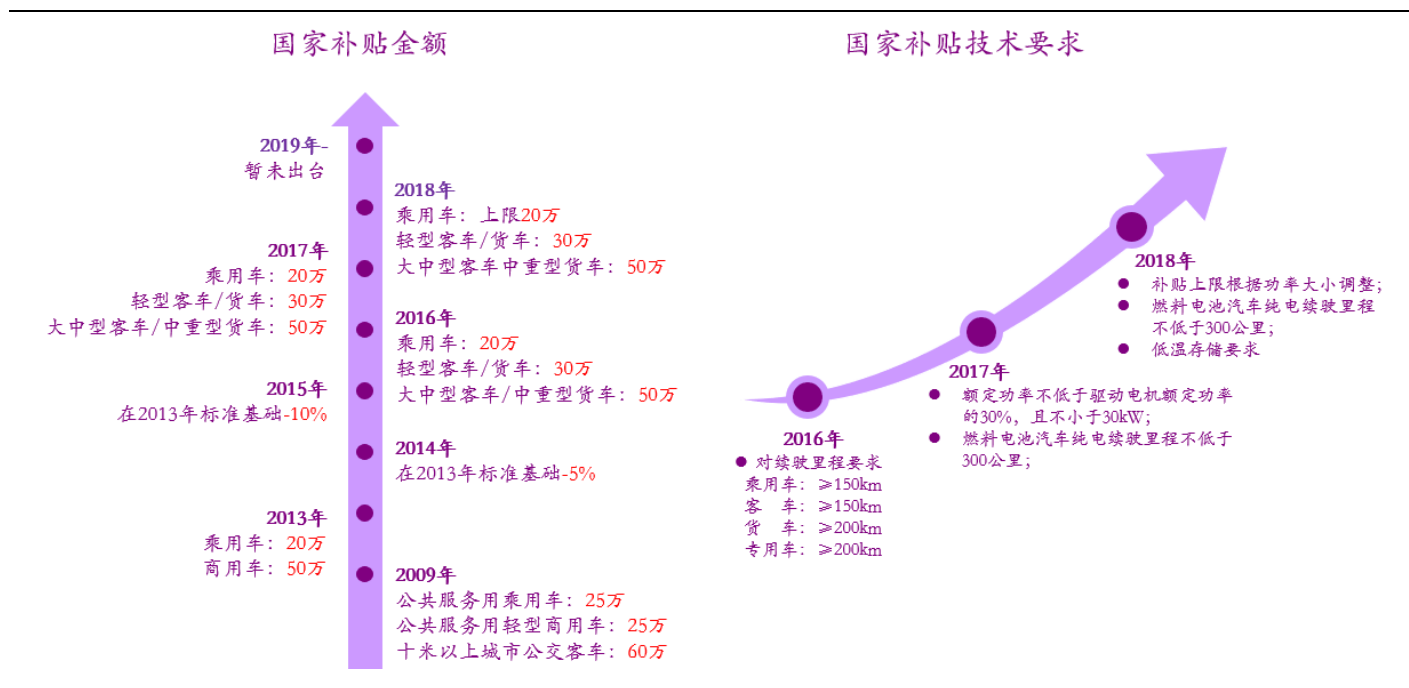 国家补贴金额
2019年-
暂未出台
2018年
乘用车：上限20万
轻型客车/货车：30万
大中型客车中重型货车：50万
2017年
乘用车：20万
轻型客车/货车：30万
大中型客车/中重型货车：50万
2016年
乘用车：20万
轻型客车/货车：30万
大中型客车/中重型货车：50万
2015年
在2013年标准基础-10%
2014年
在2013年标准基础-5%
2013年
乘用车：20万
商用车：50万
2009年
公共服务用乘用车：25万
公共服务用轻型商用车：25万
十米以上城市公交客车：60万
国家补贴技术要求
2018年
● 补贴上限根据功率大小调整；
● 燃料电池汽车纯电续驶里程
不低于300公里；
● 低温存储要求
2017年
● 额定功率不低于驱动电机额定功率
的30%，且不小于30kW；
● 燃料电池汽车纯电续驶里程不低于
300公里；
2016年
● 对续驶里程要求
乘用车：≥150km
客　车：≥150km
货　车：≥200km
专用车：≥200km